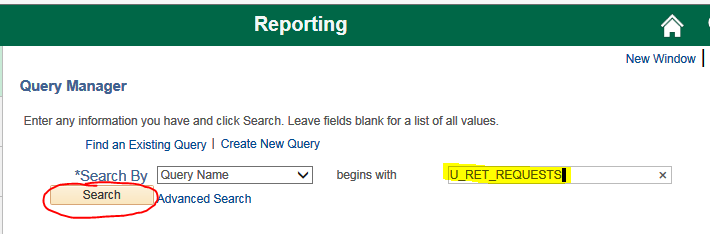 Reporting
New Window
Query Manager
Enter any information you have and click Search. Leave fields blank for a list of all values.
Find an Existing Query | Create New Query
*Search By Query Name begins with U_RET_REQUESTS ×
Search Advanced Search